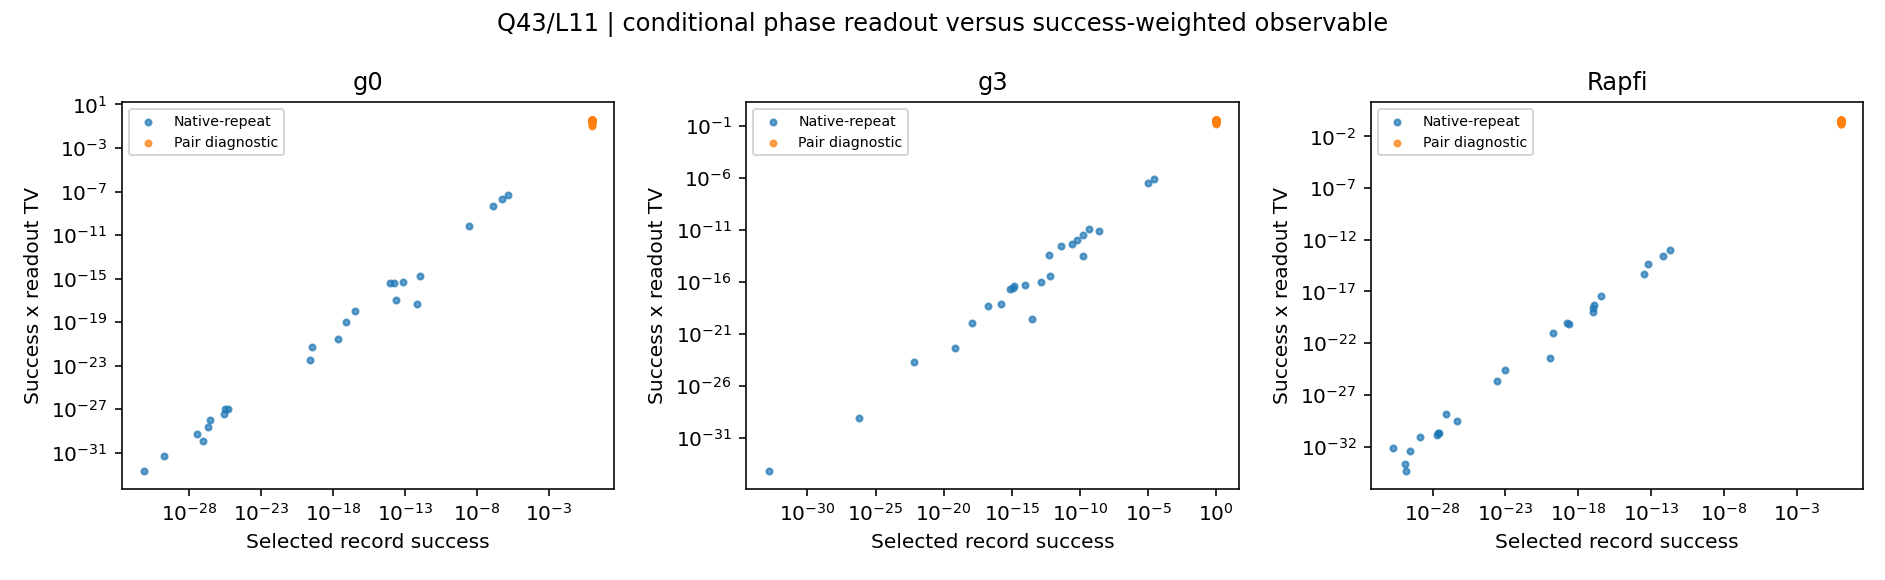 Q43/L11 | conditional phase readout versus success-weighted observable
g0
Native-repeat
Pair diagnostic
10^1
10^-3
10^-7
10^-11
10^-15
10^-19
10^-23
10^-27
10^-31
Success x readout TV
10^-28 10^-23 10^-18 10^-13 10^-8 10^-3
Selected record success
g3
Native-repeat
Pair diagnostic
10^-1
10^-6
10^-11
10^-16
10^-21
10^-26
10^-31
Success x readout TV
10^-30 10^-25 10^-20 10^-15 10^-10 10^-5 10^0
Selected record success
Rapfi
Native-repeat
Pair diagnostic
10^-2
10^-7
10^-12
10^-17
10^-22
10^-27
10^-32
Success x readout TV
10^-28 10^-23 10^-18 10^-13 10^-8 10^-3
Selected record success